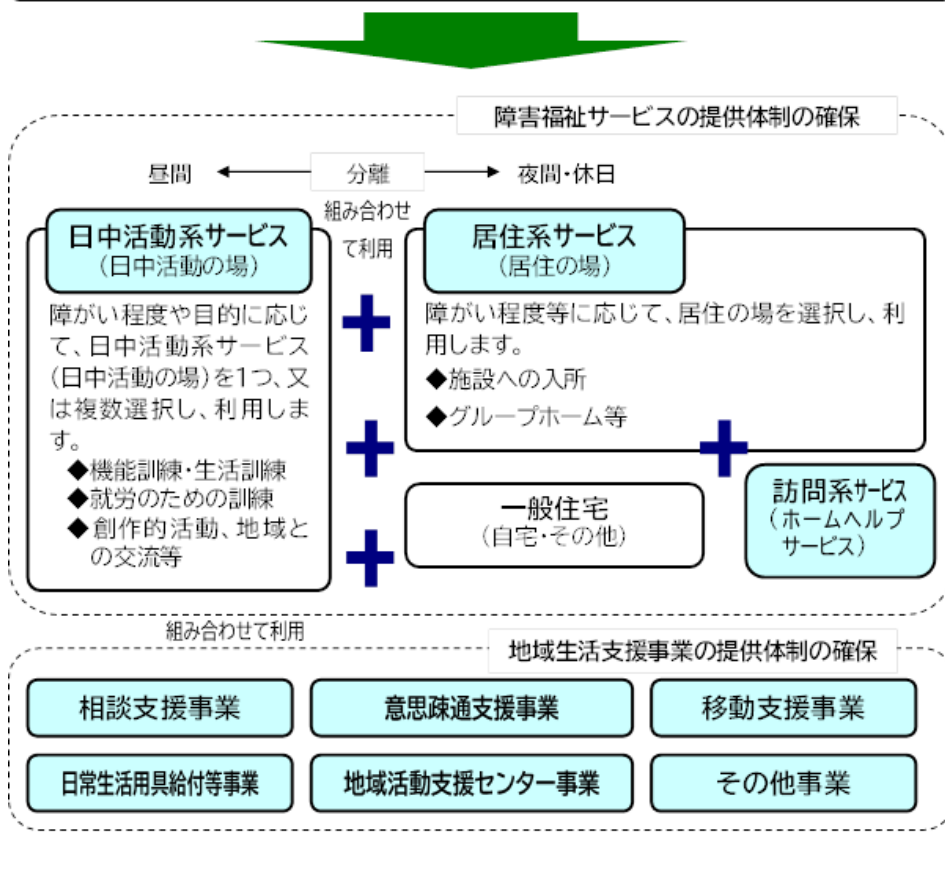 障害福祉サービスの提供体制の確保
昼間
分離
夜間・休日
組み合わせ
て利用
日中活動系サービス
（日中活動の場）
障がい程度や目的に応じ
て、日中活動系サービス
（日中活動の場）を1つ、又
は複数選択し、利用しま
す。
◆機能訓練・生活訓練
◆就労のための訓練
◆創作的活動、地域と
の交流等
居住系サービス
（居住の場）
障がい程度等に応じて、居住の場を選択し、利
用します。
◆施設への入所
◆グループホーム等
一般住宅
（自宅・その他）
訪問系サービス
（ホームヘルプ
サービス）
組み合わせて利用
地域生活支援事業の提供体制の確保
相談支援事業
意思疎通支援事業
移動支援事業
日常生活用具給付等事業
地域活動支援センター事業
その他事業